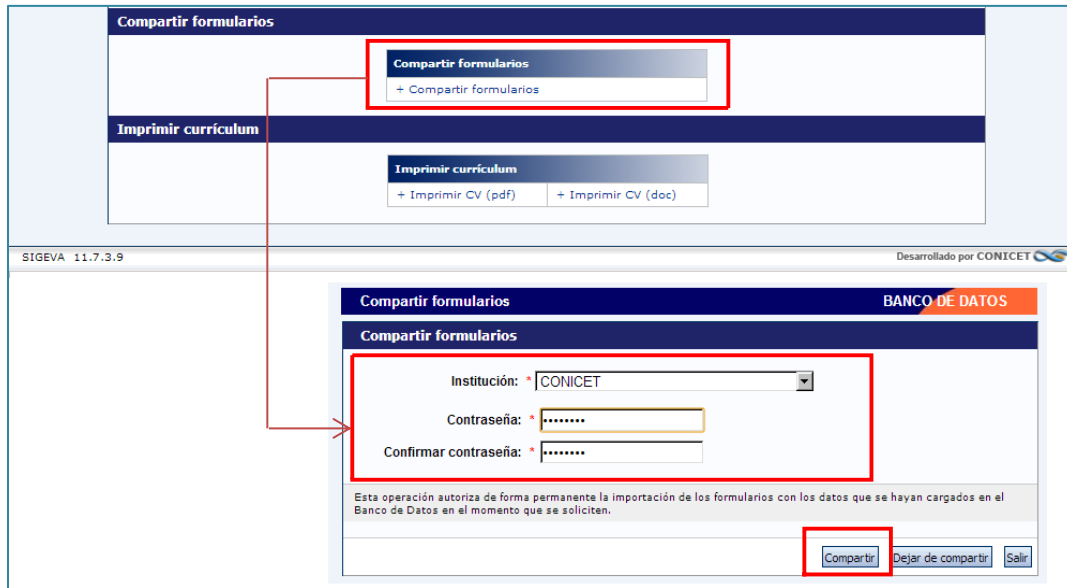 Compartir formularios
Compartir formularios
+ Compartir formularios
Imprimir currículum
Imprimir currículum
+ Imprimir CV (pdf) + Imprimir CV (doc)
SIGEVA 11.7.3.9 Desarrollado por CONICET
Compartir formularios BANCO DE DATOS
Compartir formularios
Institución: * CONICET
Contraseña: * ••••••••
Confirmar contraseña: * ••••••••
Esta operación autoriza de forma permanente la importación de los formularios con los datos que se hayan cargados en el
Banco de Datos en el momento que se soliciten.
Compartir Dejar de compartir Salir